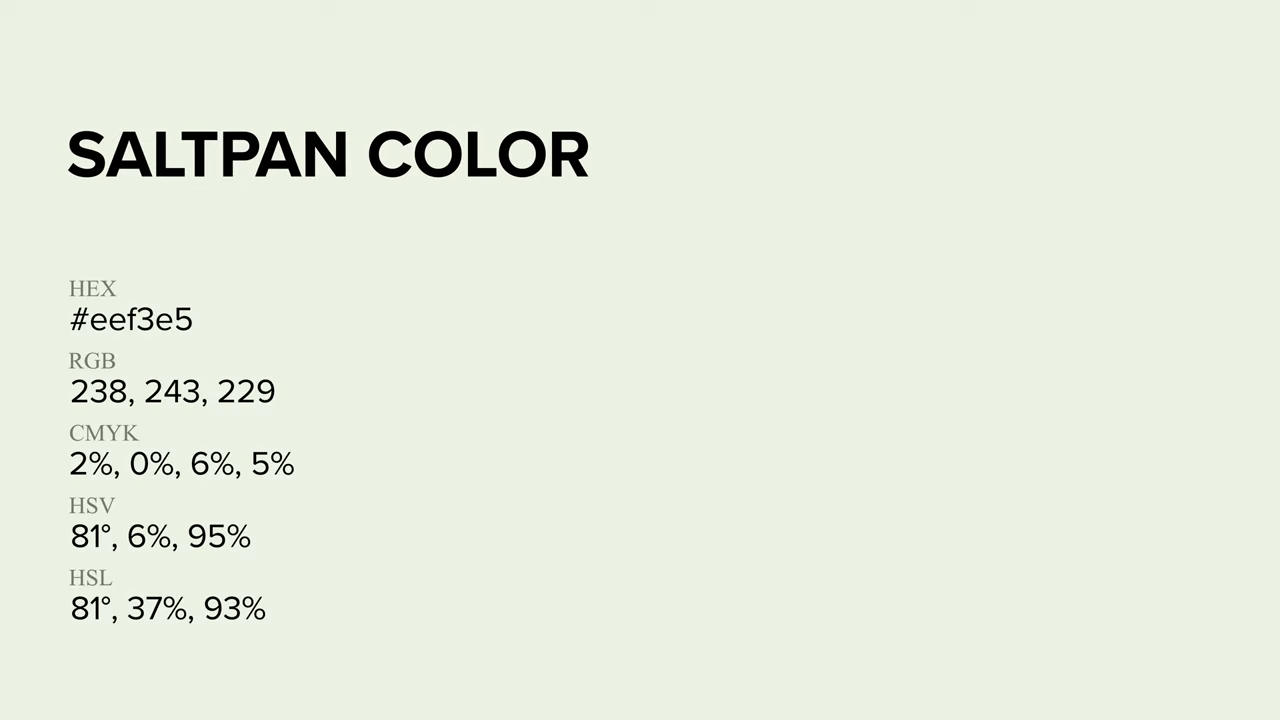 SALTPAN COLOR
HEX
#eef3e5
RGB
238, 243, 229
CMYK
2%, 0%, 6%, 5%
HSV
81°, 6%, 95%
HSL
81°, 37%, 93%